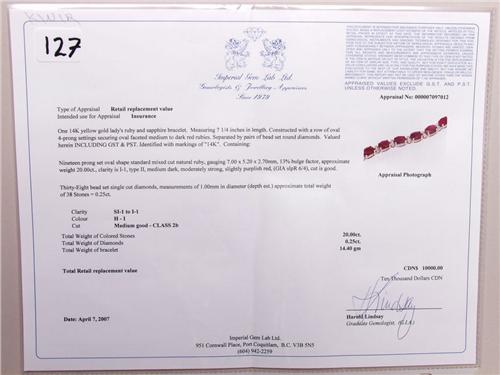 127
Imperial Gem Lab Ltd.
Gemologists & Jewellery Appraisers
Since 1979
APPRAISED VALUES EXCLUDE G.S.T. AND P.S.T.
UNLESS OTHERWISE NOTED.
Type of Appraisal Retail replacement value
Intended use for Appraisal Insurance
Appraisal No: 000007097012
One 14K yellow gold lady's ruby and sapphire bracelet. Measuring 7 1/4 inches in length. Constructed with a row of oval
4-prong settings securing oval faceted medium to dark red rubies. Separated by pairs of bead set round diamonds. Valued
herein INCLUDING GST & PST. Identified with markings of "14K". Containing:
Nineteen prong set oval shape standard mixed cut natural ruby, gauging 7.00 x 5.20 x 2.70mm, 13% bulge factor, approximate
weight 20.00ct., clarity is I-1, type II, medium dark, moderately strong, slightly purplish red, (GIA slpR 6/4), cut is good.
Appraisal Photograph
Thirty-Eight bead set single cut diamonds, measurements of 1.00mm in diameter (depth est.) approximate total weight of
38 Stones = 0.25ct.
Clarity SI-1 to I-1
Colour H - I
Cut Medium good - CLASS 2b
Total Weight of Colored Stones 20.00ct.
Total Weight of Diamonds 0.25ct.
Total Weight of bracelet 14.40 gm
Total Retail replacement value CDN$ 10000.00
Ten Thousand Dollars CDN
Harold Lindsay
Graduate Gemologist, (G.I.A.)
Date: April 7, 2007
Imperial Gem Lab Ltd.
951 Cornwall Place, Port Coquitlam, B.C. V3B 5N5
(604) 942-2259